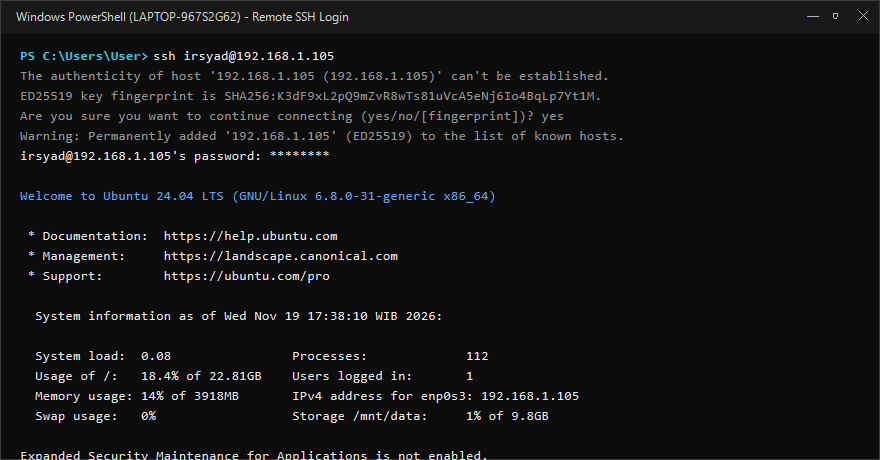 Windows PowerShell (LAPTOP-967S2G62) - Remote SSH Login
PS C:\Users\User> ssh irsyad@192.168.1.105
The authenticity of host '192.168.1.105 (192.168.1.105)' can't be established.
ED25519 key fingerprint is SHA256:K3dF9xL2pQ9mZvR8wTs81uVcA5eNj6Io4BqLp7Yt1M.
Are you sure you want to continue connecting (yes/no/[fingerprint])? yes
Warning: Permanently added '192.168.1.105' (ED25519) to the list of known hosts.
irsyad@192.168.1.105's password: ********
Welcome to Ubuntu 24.04 LTS (GNU/Linux 6.8.0-31-generic x86_64)
* Documentation:  https://help.ubuntu.com
* Management:     https://landscape.canonical.com
* Support:        https://ubuntu.com/pro
System information as of Wed Nov 19 17:38:10 WIB 2026:
System load:  0.08                Processes:             112
Usage of /:   18.4% of 22.81GB    Users logged in:       1
Memory usage: 14% of 3918MB       IPv4 address for enp0s3: 192.168.1.105
Swap usage:   0%                  Storage /mnt/data:     1% of 9.8GB
Expanded Security Maintenance for Applications is not enabled.